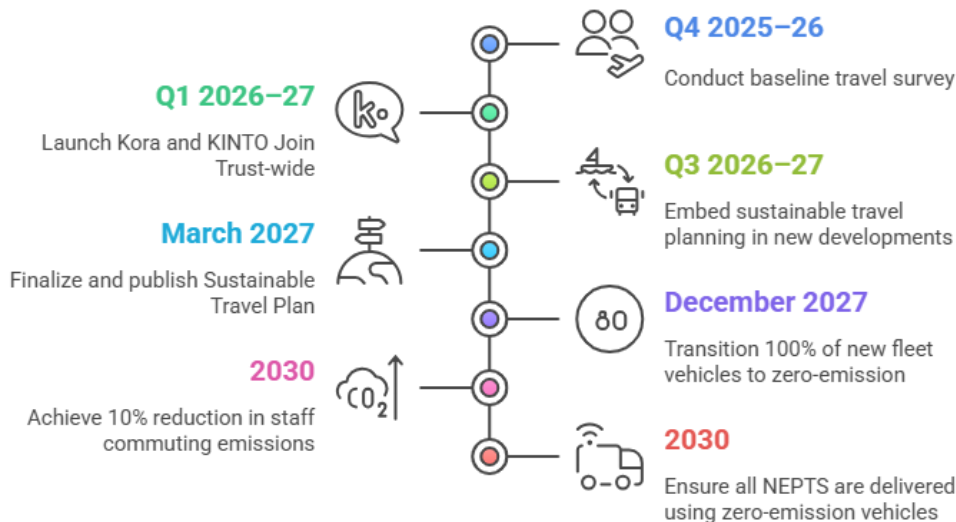 Q4 2025–26
Conduct baseline travel survey
Q1 2026–27
ko
Launch Kora and KINTO Join
Trust-wide
Q3 2026–27
Embed sustainable travel
planning in new developments
March 2027
Finalize and publish Sustainable
Travel Plan
December 2027
80
Transition 100% of new fleet
vehicles to zero-emission
2030
CO2
Achieve 10% reduction in staff
commuting emissions
2030
Ensure all NEPTS are delivered
using zero-emission vehicles